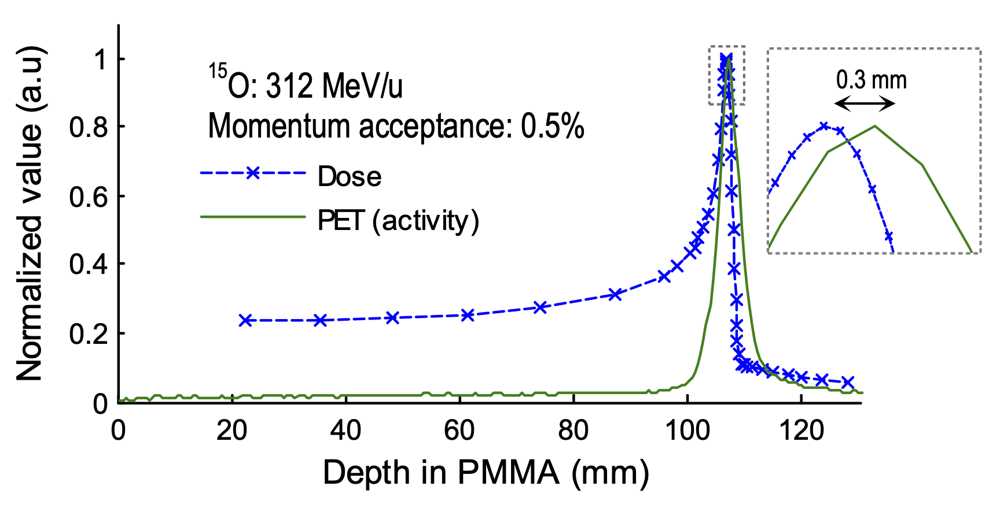 Normalized value (a.u)
1
0.8
0.6
0.4
0.2
0
¹⁵O: 312 MeV/u
Momentum acceptance: 0.5%
Dose
PET (activity)
0.3 mm
0 20 40 60 80 100 120
Depth in PMMA (mm)